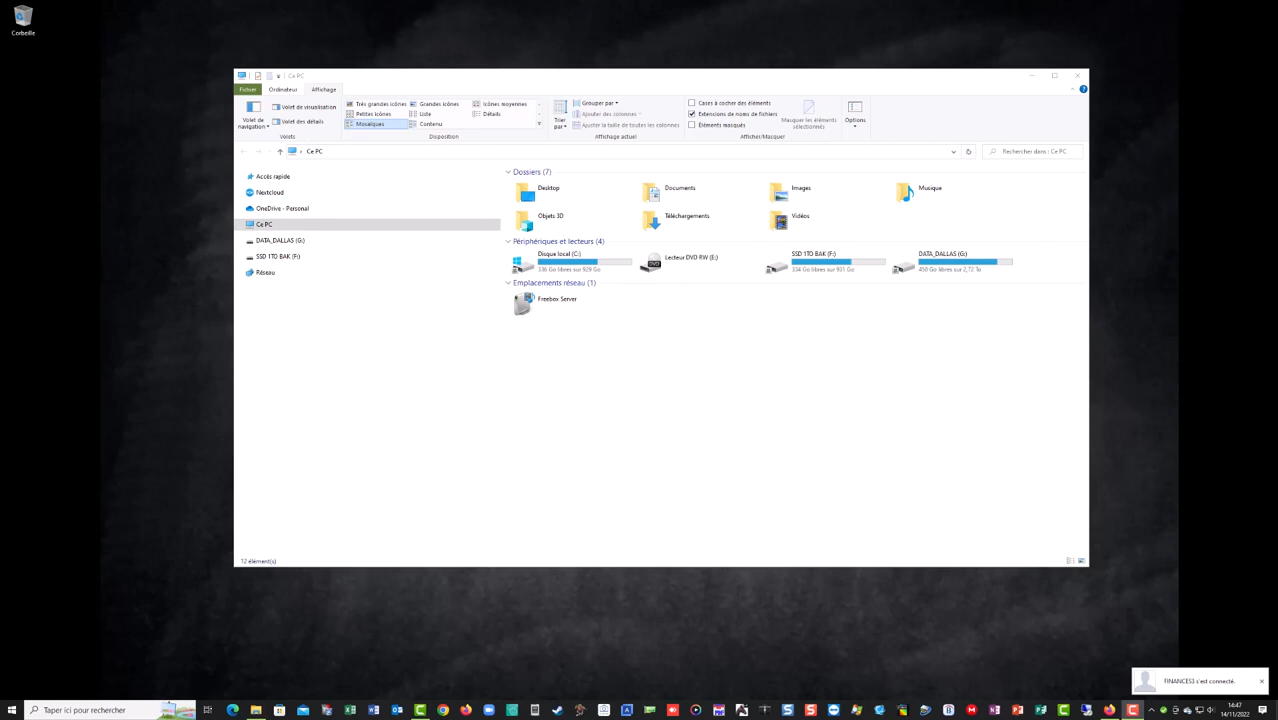 Corbeille
Ce PC
Fichier Ordinateur Affichage
Volet de navigation
Volet de visualisation
Volet des détails
Volets
Très grandes icônes Grandes icônes Icônes moyennes
Petites icônes Liste Détails
Mosaïques Contenu
Disposition
Trier par
Grouper par
Ajouter des colonnes
Ajuster la taille de toutes les colonnes
Affichage actuel
Cases à cocher des éléments
Extensions de noms de fichiers
Éléments masqués
Masquer les éléments sélectionnés
Afficher/Masquer
Options
Ce PC
Rechercher dans : Ce PC
Accès rapide
Nextcloud
OneDrive - Personal
Ce PC
DATA_DALLAS (G:)
SSD 1TO BAK (F:)
Réseau
Dossiers (7)
Desktop Documents Images Musique
Objets 3D Téléchargements Vidéos
Périphériques et lecteurs (4)
Disque local (C:)
336 Go libres sur 929 Go
Lecteur DVD RW (E:)
DVD
SSD 1TO BAK (F:)
334 Go libres sur 931 Go
DATA_DALLAS (G:)
450 Go libres sur 2,72 To
Emplacements réseau (1)
Freebox Server
12 élément(s)
FINANCES3 s'est connecté.
Taper ici pour rechercher
14:47
14/11/2022